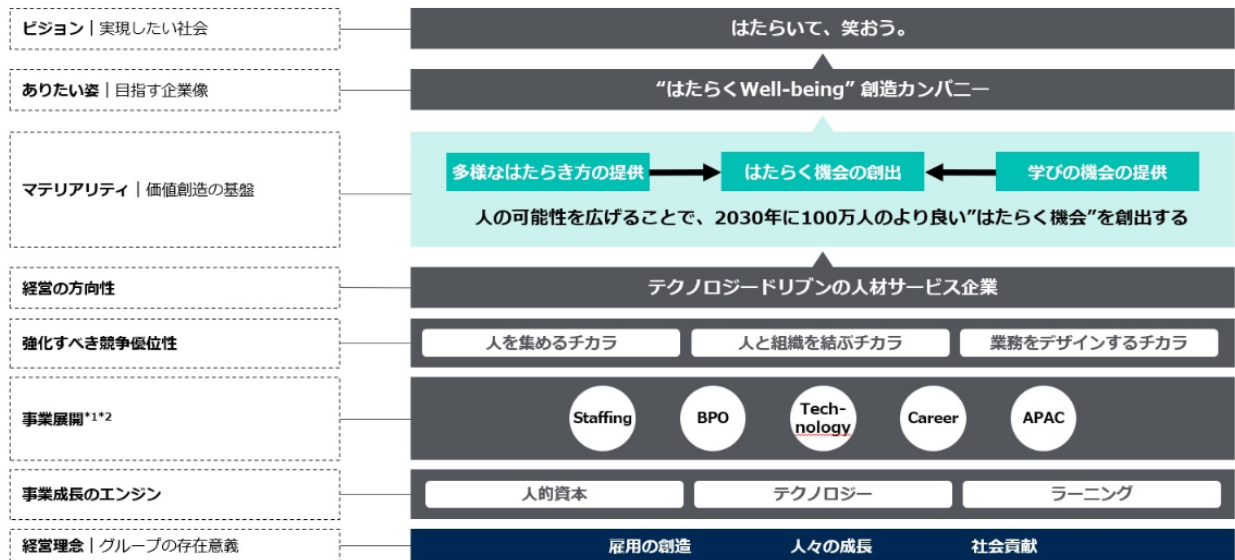 ビジョン | 実現したい社会
はたらいて、笑おう。
ありたい姿 | 目指す企業像
“はたらくWell-being” 創造カンパニー
マテリアリティ | 価値創造の基盤
多様なはたらき方の提供
はたらく機会の創出
学びの機会の提供
人の可能性を広げることで、2030年に100万人のより良い”はたらく機会”を創出する
経営の方向性
テクノロジードリブンの人材サービス企業
強化すべき競争優位性
人を集めるチカラ
人と組織を結ぶチカラ
業務をデザインするチカラ
事業展開*1*2
Staffing
BPO
Tech-
nology
Career
APAC
事業成長のエンジン
人的資本
テクノロジー
ラーニング
経営理念 | グループの存在意義
雇用の創造
人々の成長
社会貢献